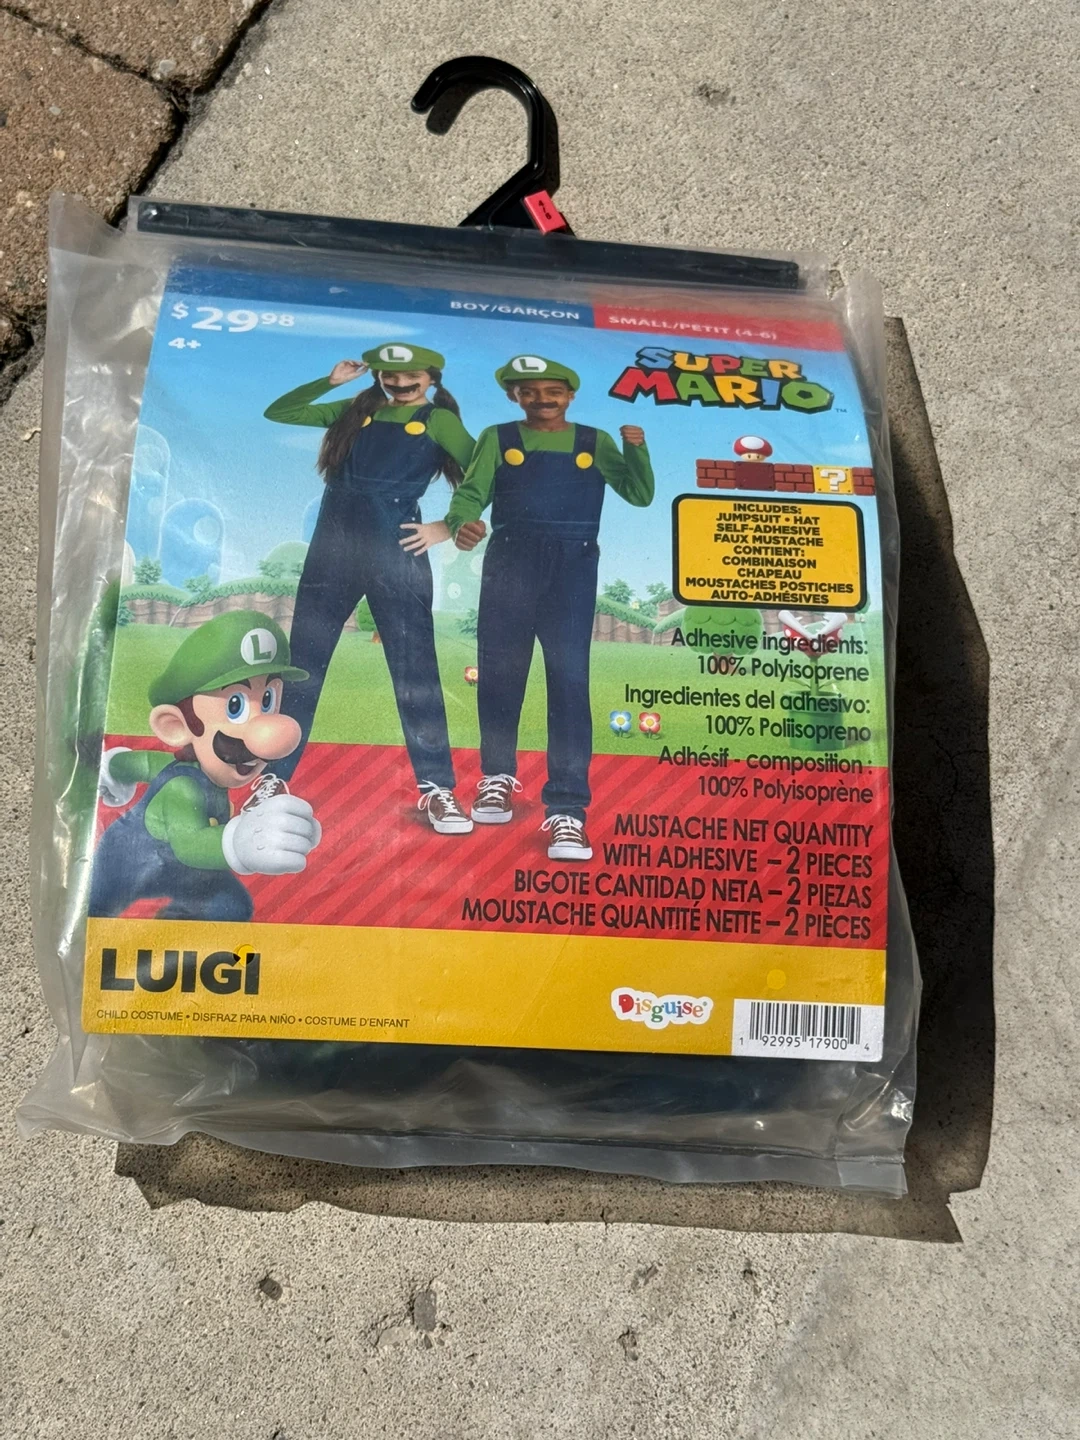 4-6
BOY/GARÇON
SMALL/PETIT (4-6)
$29.98
4+
L
L
SUPER
MARIO™
?
INCLUDES:
JUMPSUIT • HAT
SELF-ADHESIVE
FAUX MUSTACHE
CONTIENT:
COMBINAISON
CHAPEAU
MOUSTACHES POSTICHES
AUTO-ADHÉSIVES
L
Adhesive ingredients:
100% Polyisoprene
Ingredientes del adhesivo:
100% Poliisopreno
Adhésif - composition :
100% Polyisoprène
MUSTACHE NET QUANTITY
WITH ADHESIVE – 2 PIECES
BIGOTE CANTIDAD NETA – 2 PIEZAS
MOUSTACHE QUANTITÉ NETTE – 2 PIÈCES
LUIGI
CHILD COSTUME • DISFRAZ PARA NIÑO • COSTUME D'ENFANT
Disguise®
1 92995 17900 4